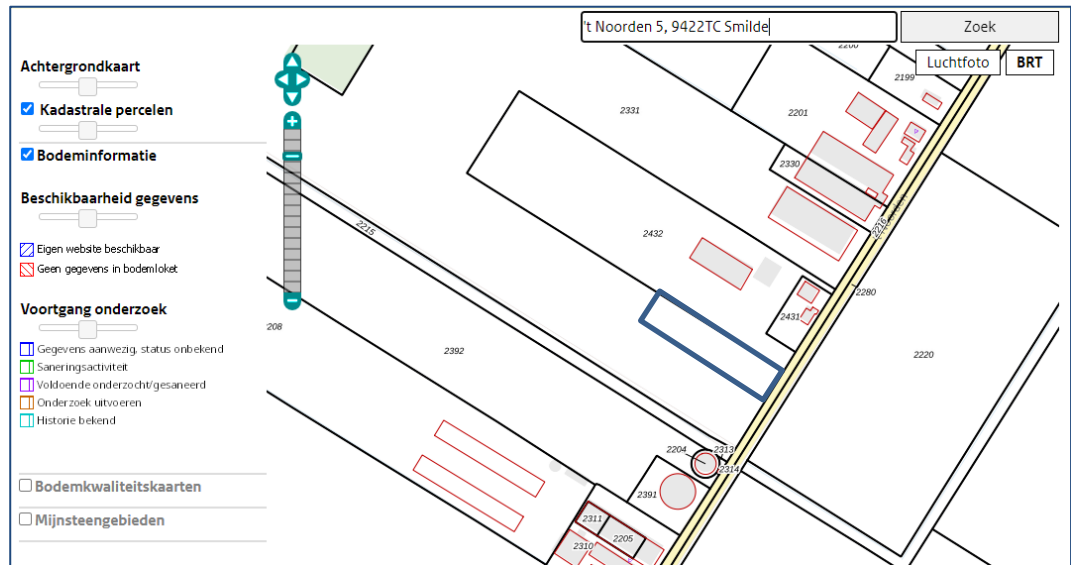 't Noorden 5, 9422TC Smilde
Zoek
Luchtfoto
BRT
Achtergrondkaart
Kadastrale percelen
Bodeminformatie
Beschikbaarheid gegevens
Eigen website beschikbaar
Geen gegevens in bodemloket
Voortgang onderzoek
Gegevens aanwezig, status onbekend
Saneringsactiviteit
Voldoende onderzocht/gesaneerd
Onderzoek uitvoeren
Historie bekend
Bodemkwaliteitskaarten
Mijnsteengebieden
2200
2199
2331
2201
2330
2215
2216
2432
2280
2431
208
2392
2220
2204
2313
2314
2391
2311
2205
2310